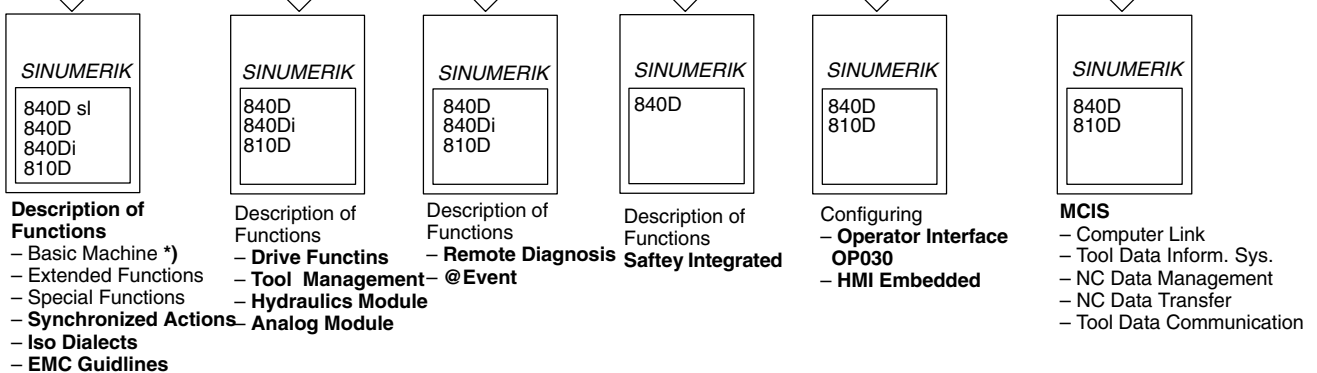 SINUMERIK
840D sl
840D
840Di
810D
Description of
Functions
– Basic Machine *)
– Extended Functions
– Special Functions
– Synchronized Actions
– Iso Dialects
– EMC Guidlines
SINUMERIK
840D
840Di
810D
Description of
Functions
– Drive Functins
– Tool Management
– Hydraulics Module
– Analog Module
SINUMERIK
840D
840Di
810D
Description of
Functions
– Remote Diagnosis
– @Event
SINUMERIK
840D
Description of
Functions
Saftey Integrated
SINUMERIK
840D
810D
Configuring
– Operator Interface
OP030
– HMI Embedded
SINUMERIK
840D
810D
MCIS
– Computer Link
– Tool Data Inform. Sys.
– NC Data Management
– NC Data Transfer
– Tool Data Communication